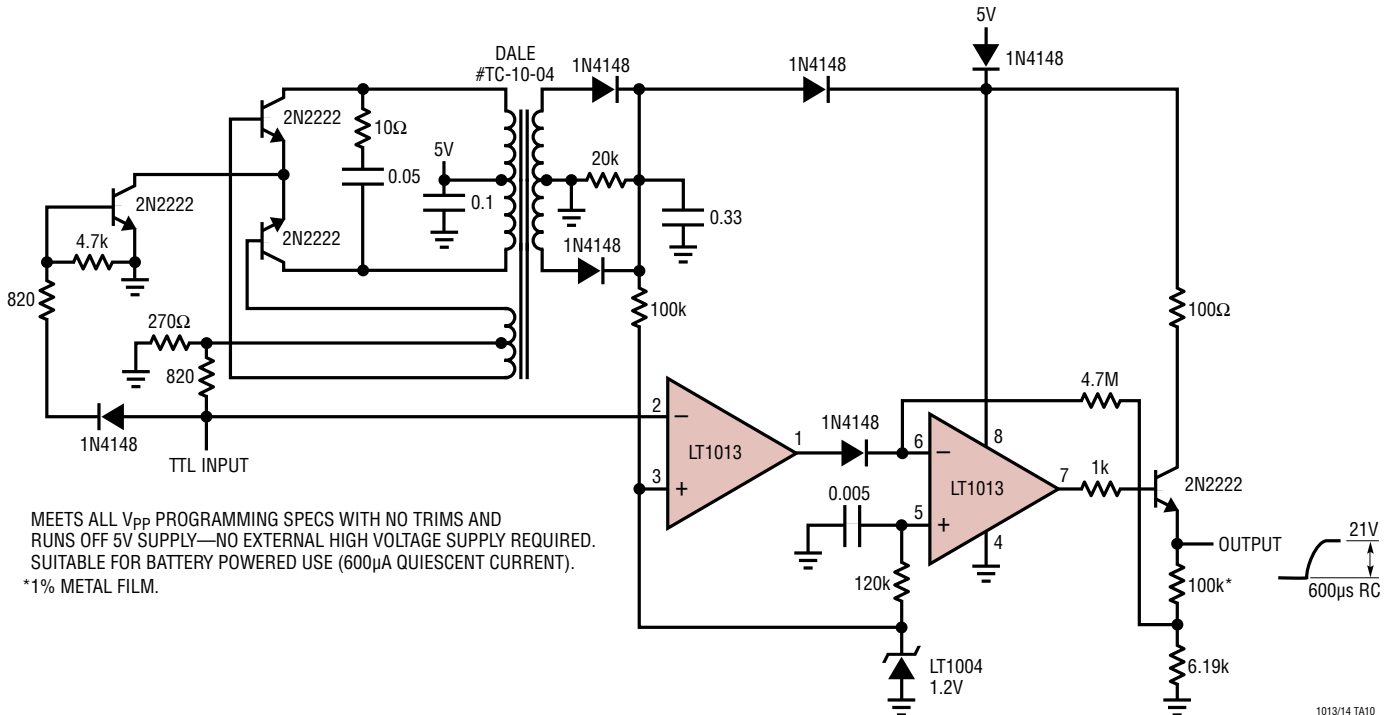 5V
DALE
#TC-10-04
1N4148
1N4148
1N4148
2N2222
10Ω
5V
20k
0.05
2N2222
0.1
0.33
2N2222
1N4148
4.7k
820
100k
100Ω
270Ω
820
4.7M
2
1N4148
8
1
6
1N4148
LT1013
7
1k
2N2222
TTL INPUT
3
LT1013
0.005
5
4
MEETS ALL VPP PROGRAMMING SPECS WITH NO TRIMS AND
RUNS OFF 5V SUPPLY—NO EXTERNAL HIGH VOLTAGE SUPPLY REQUIRED.
SUITABLE FOR BATTERY POWERED USE (600µA QUIESCENT CURRENT).
*1% METAL FILM.
OUTPUT
21V
120k
100k*
600µs RC
LT1004
1.2V
6.19k
1013/14 TA10